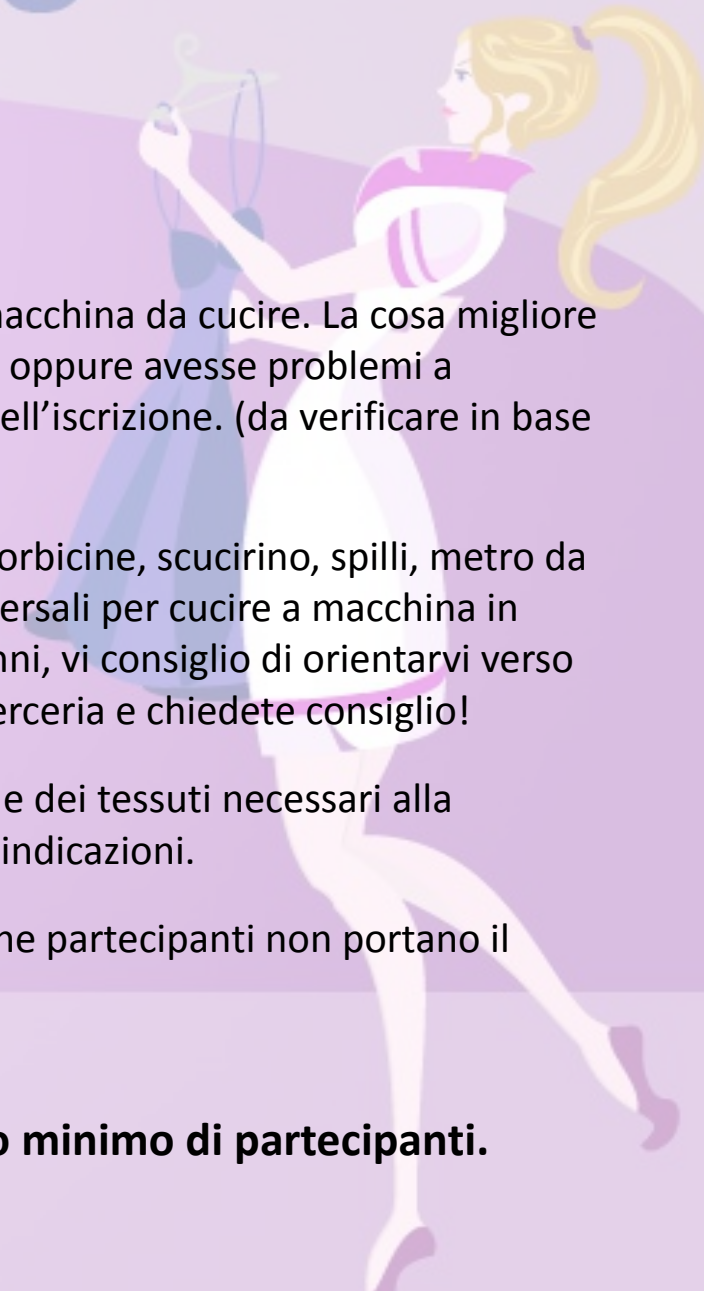 acchina da cucire. La cosa migliore
oppure avesse problemi a
ell’iscrizione. (da verificare in base
orbicine, scucirino, spilli, metro da
ersali per cucire a macchina in
nni, vi consiglio di orientarvi verso
erceria e chiedete consiglio!
e dei tessuti necessari alla
indicazioni.
ne partecipanti non portano il
o minimo di partecipanti.